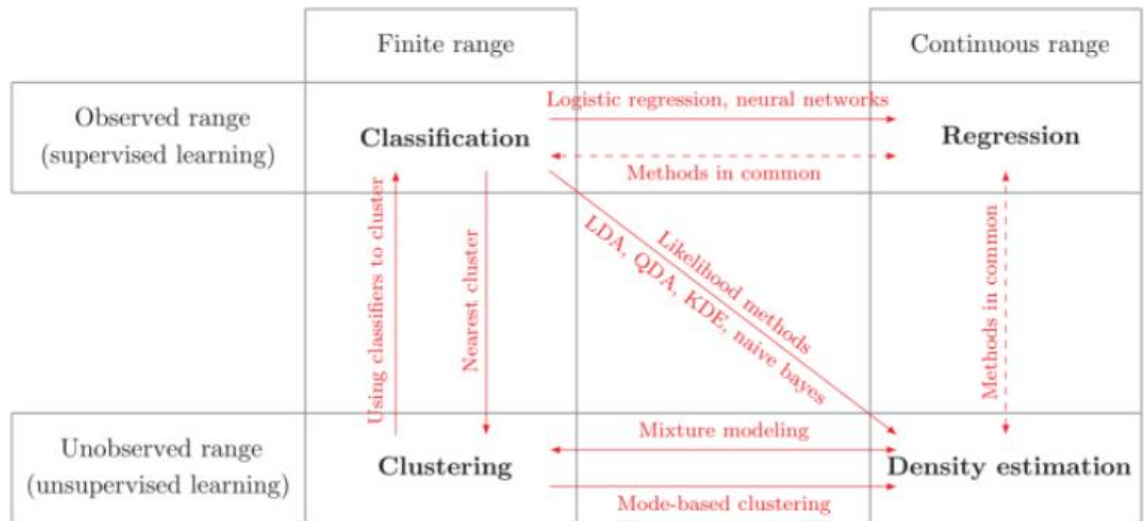 Finite range
Continuous range
Observed range
(supervised learning)
Classification
Logistic regression, neural networks
Methods in common
Regression
Using classifiers to cluster
Nearest cluster
Likelihood methods
LDA, QDA, KDE, naive bayes
Methods in common
Unobserved range
(unsupervised learning)
Clustering
Mixture modeling
Mode-based clustering
Density estimation